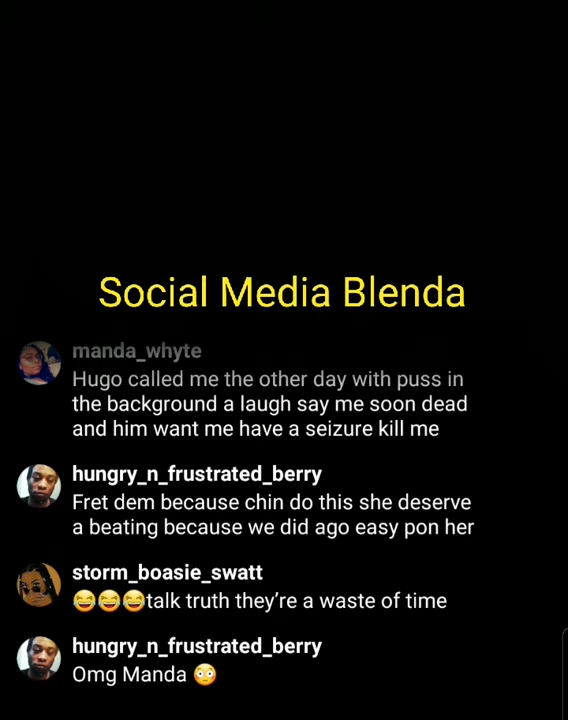 Social Media Blenda
manda_whyte
Hugo called me the other day with puss in
the background a laugh say me soon dead
and him want me have a seizure kill me
hungry_n_frustrated_berry
Fret dem because chin do this she deserve
a beating because we did ago easy pon her
storm_boasie_swatt
😂😂😂talk truth they’re a waste of time
hungry_n_frustrated_berry
Omg Manda 😳